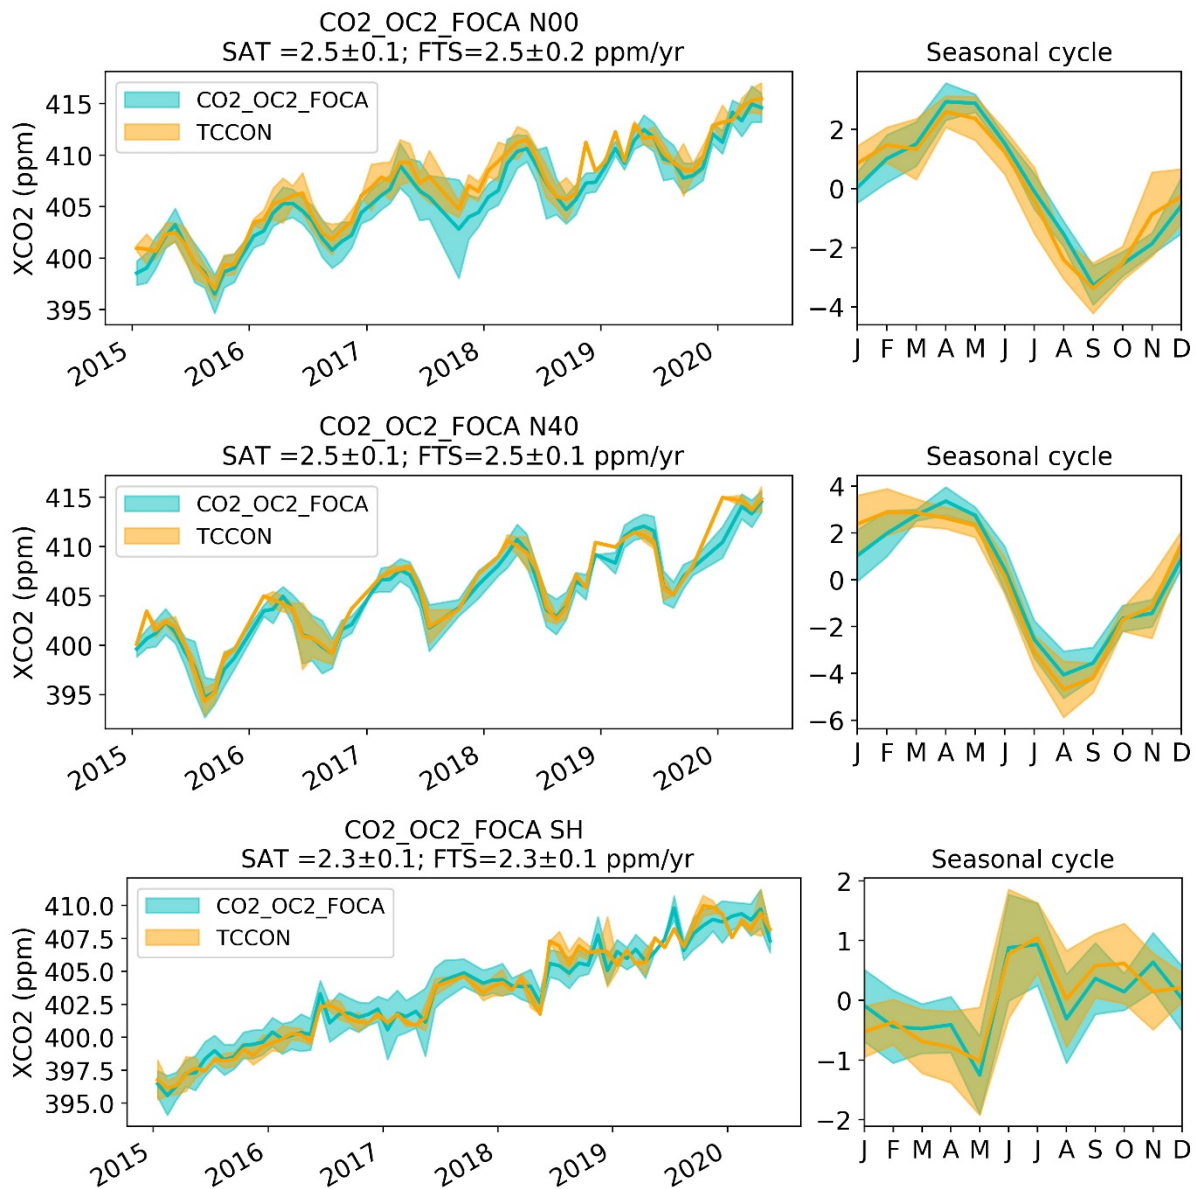 CO2_OC2_FOCA N00
SAT =2.5±0.1; FTS=2.5±0.2 ppm/yr
Seasonal cycle
CO2_OC2_FOCA
TCCON
XCO2 (ppm)
415
410
405
400
395
2015 2016 2017 2018 2019 2020
2
0
−2
−4
J F M A M J J A S O N D
CO2_OC2_FOCA N40
SAT =2.5±0.1; FTS=2.5±0.1 ppm/yr
Seasonal cycle
CO2_OC2_FOCA
TCCON
XCO2 (ppm)
415
410
405
400
395
2015 2016 2017 2018 2019 2020
4
2
0
−2
−4
−6
J F M A M J J A S O N D
CO2_OC2_FOCA SH
SAT =2.3±0.1; FTS=2.3±0.1 ppm/yr
Seasonal cycle
CO2_OC2_FOCA
TCCON
XCO2 (ppm)
410.0
407.5
405.0
402.5
400.0
397.5
395.0
2015 2016 2017 2018 2019 2020
2
1
0
−1
−2
J F M A M J J A S O N D